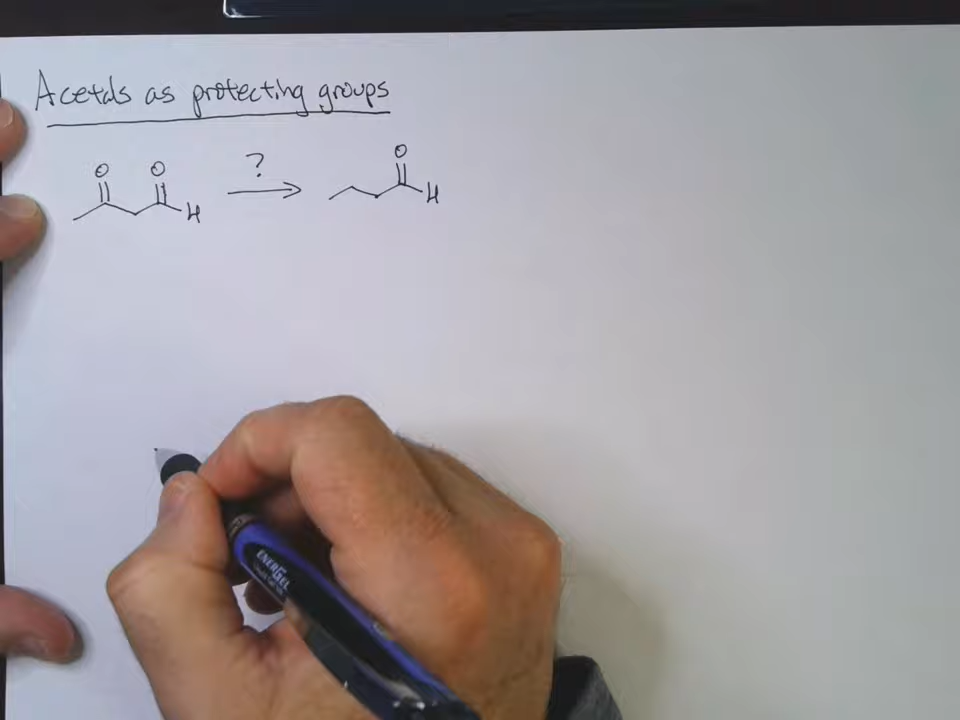 Acetals as protecting groups
O O ? O
H H
ENERGEL